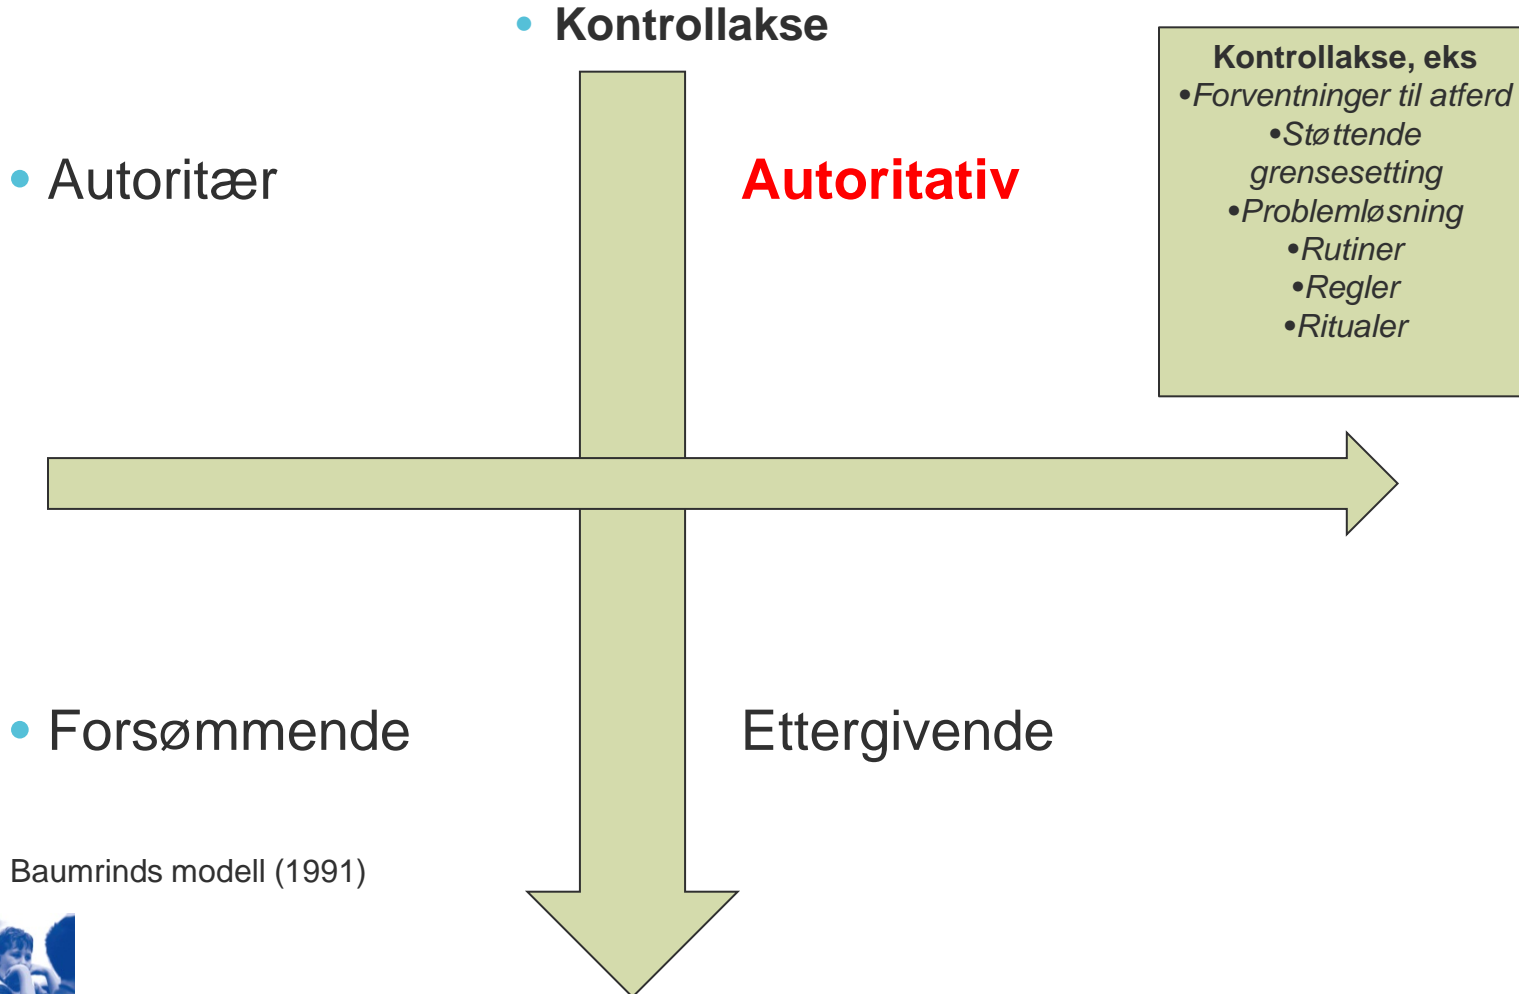 • Kontrollakse
Kontrollakse, eks
•Forventninger til atferd
•Støttende
grensesetting
•Problemløsning
•Rutiner
•Regler
•Ritualer
• Autoritær
Autoritativ
• Forsømmende
Ettergivende
Baumrinds modell (1991)